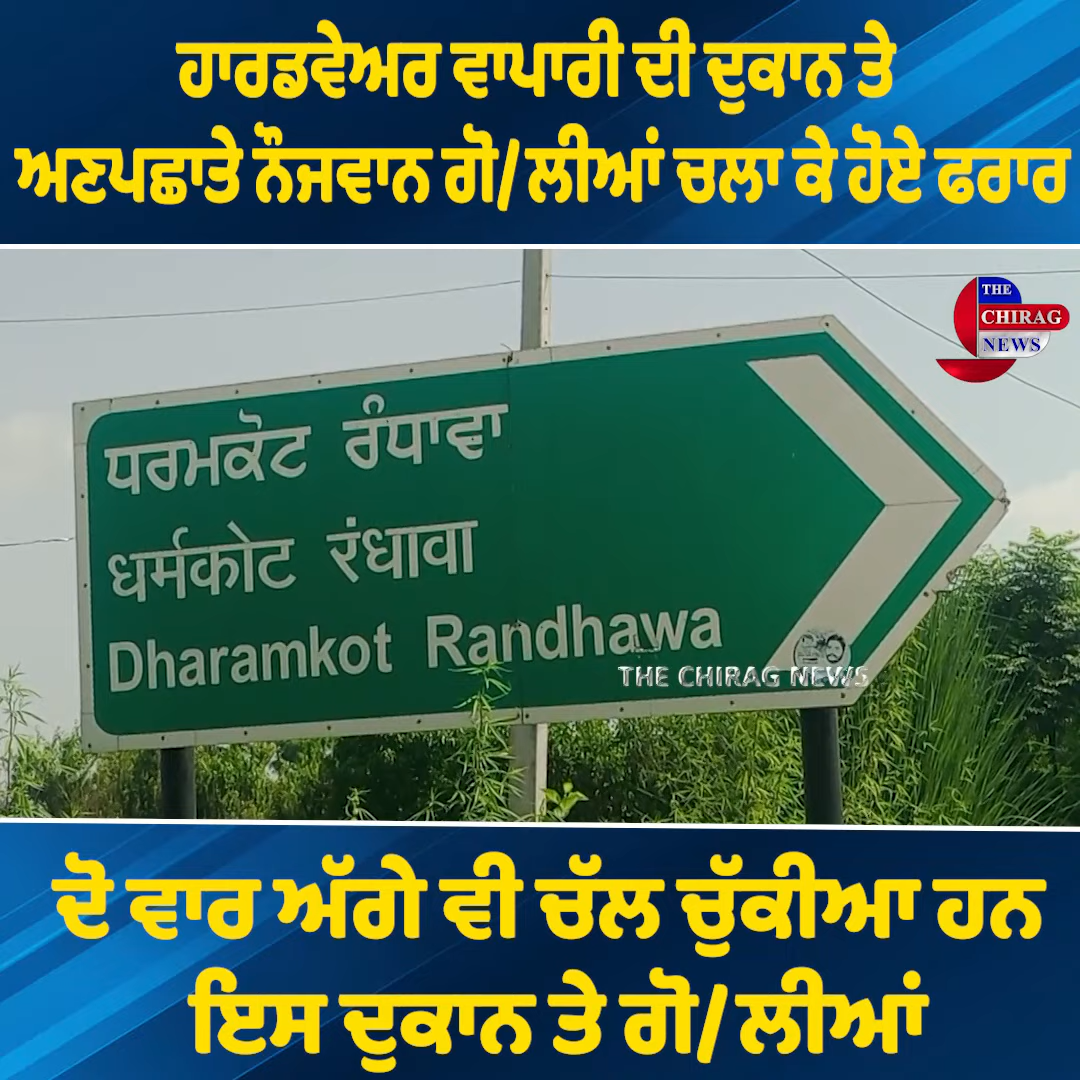 ਹਾਰਡਵੇਅਰ ਵਾਪਾਰੀ ਦੀ ਦੁਕਾਨ ਤੇ
ਅਣਪਛਾਤੇ ਨੌਜਵਾਨ ਗੋ/ਲੀਆਂ ਚਲਾ ਕੇ ਹੋਏ ਫਰਾਰ
THE
CHIRAG
NEWS
ਧਰਮਕੋਟ ਰੰਧਾਵਾ
धर्मकोट रंधावा
Dharamkot Randhawa
THE CHIRAG NEWS
ਦੋ ਵਾਰ ਅੱਗੇ ਵੀ ਚੱਲ ਚੁੱਕੀਆ ਹਨ
ਇਸ ਦੁਕਾਨ ਤੇ ਗੋ/ਲੀਆਂ